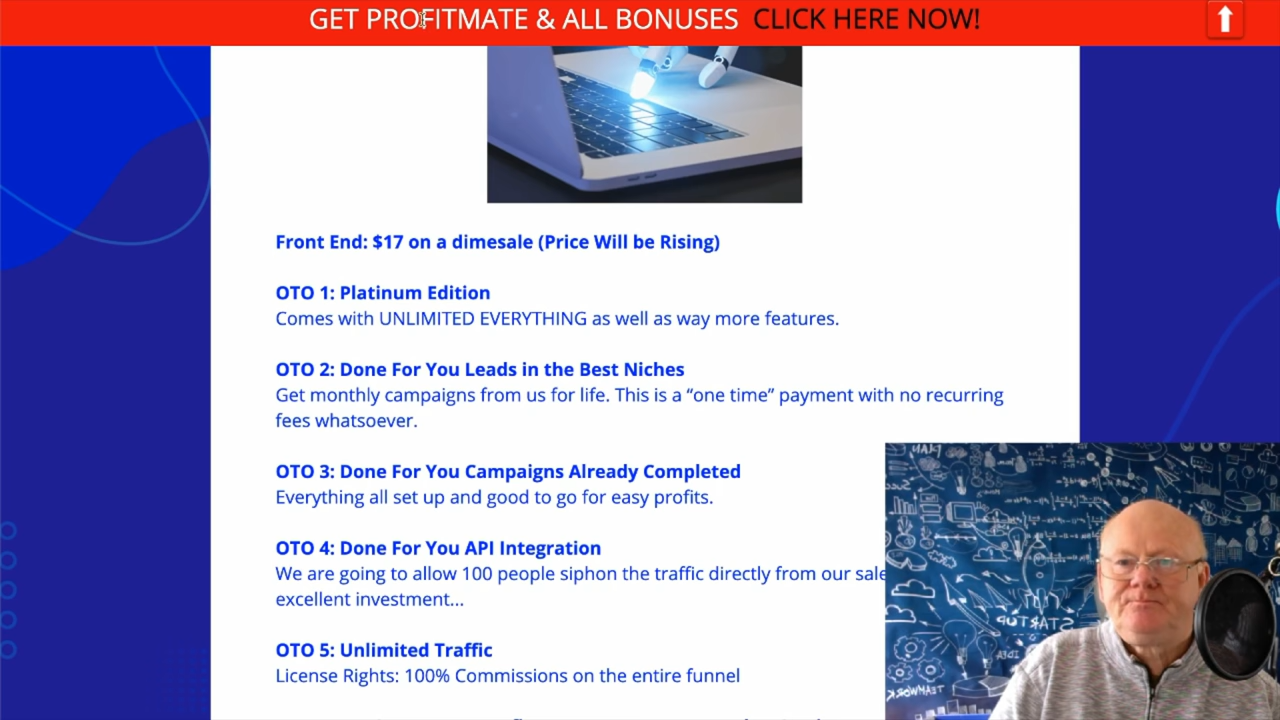 GET PROFITMATE & ALL BONUSES CLICK HERE NOW!
Front End: $17 on a dimesale (Price Will be Rising)
OTO 1: Platinum Edition
Comes with UNLIMITED EVERYTHING as well as way more features.
OTO 2: Done For You Leads in the Best Niches
Get monthly campaigns from us for life. This is a “one time” payment with no recurring
fees whatsoever.
OTO 3: Done For You Campaigns Already Completed
Everything all set up and good to go for easy profits.
OTO 4: Done For You API Integration
We are going to allow 100 people siphon the traffic directly from our sale
excellent investment...
OTO 5: Unlimited Traffic
License Rights: 100% Commissions on the entire funnel
PLAN
STARTUP
IDEA
TEAMWORK